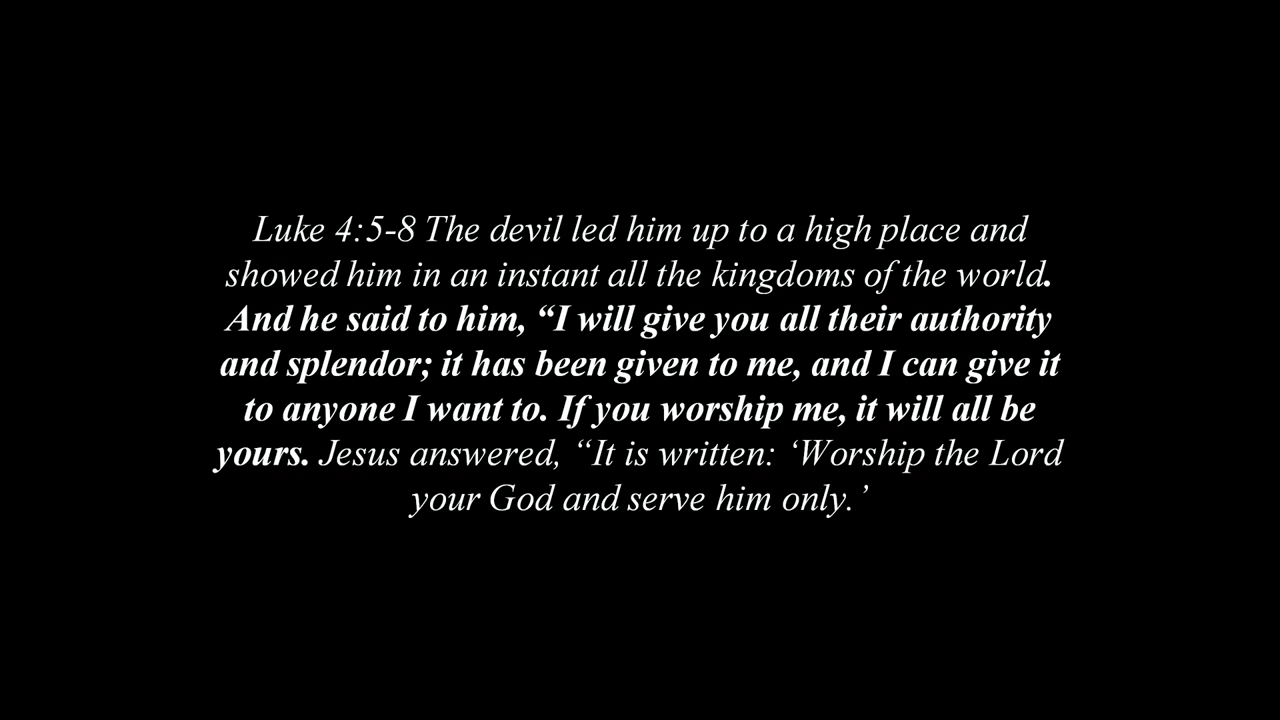 Luke 4:5-8 The devil led him up to a high place and
showed him in an instant all the kingdoms of the world.
And he said to him, “I will give you all their authority
and splendor; it has been given to me, and I can give it
to anyone I want to. If you worship me, it will all be
yours. Jesus answered, “It is written: ‘Worship the Lord
your God and serve him only.’